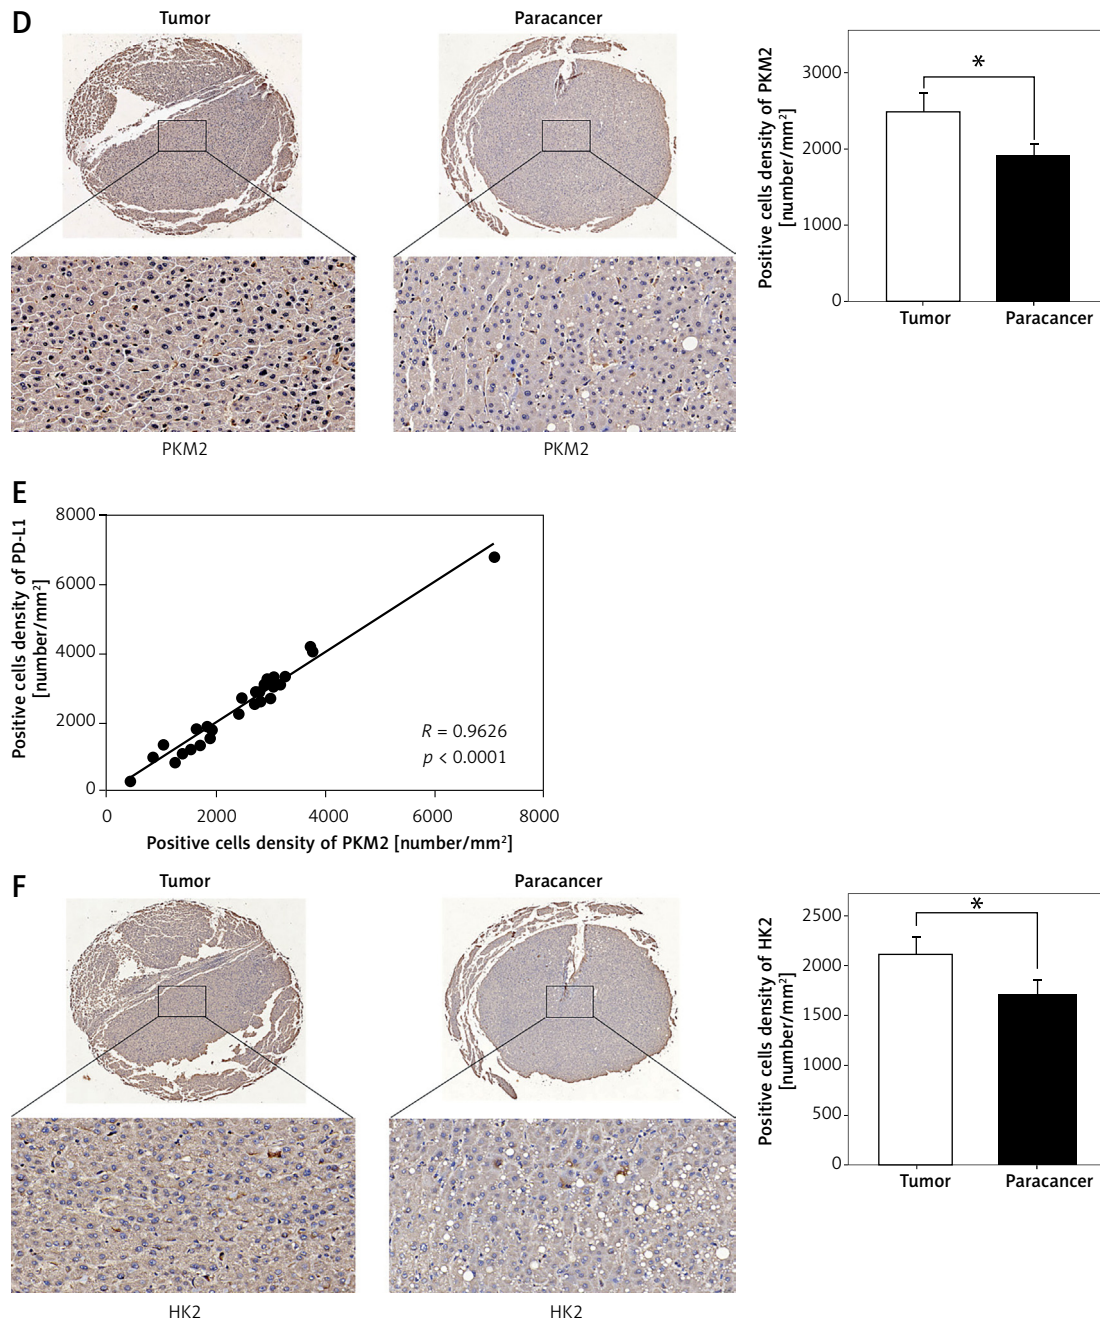 D
Tumor
Paracancer
PKM2
PKM2
Positive cells density of PKM2
[number/mm²]
3000
2000
1000
0
*
Tumor
Paracancer
E
Positive cells density of PD-L1
[number/mm²]
8000
6000
4000
2000
0
R = 0.9626
p < 0.0001
0
2000
4000
6000
8000
Positive cells density of PKM2 [number/mm²]
F
Tumor
Paracancer
HK2
HK2
Positive cells density of HK2
[number/mm²]
2500
2000
1500
1000
500
0
*
Tumor
Paracancer